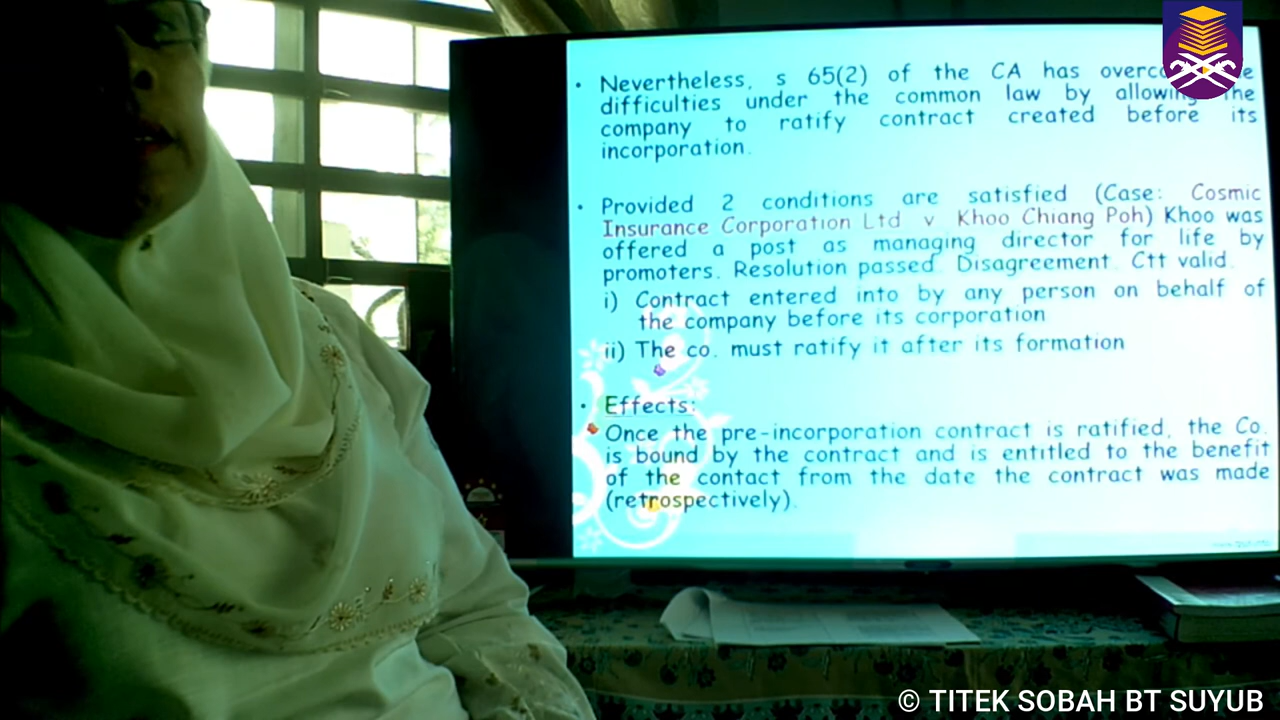 • Nevertheless, s 65(2) of the CA has overco
difficulties under the common law by allowing the
company to ratify contract created before its
incorporation.
• Provided 2 conditions are satisfied (Case: Cosmic
Insurance Corporation Ltd v Khoo Chiang Poh) Khoo was
offered a post as managing director for life by
promoters. Resolution passed. Disagreement. Ctt valid.
i) Contract entered into by any person on behalf of
the company before its corporation
ii) The co. must ratify it after its formation
• Effects:
Once the pre-incorporation contract is ratified, the Co.
is bound by the contract and is entitled to the benefit
of the contact from the date the contract was made
(retrospectively).
© TITEK SOBAH BT SUYUB